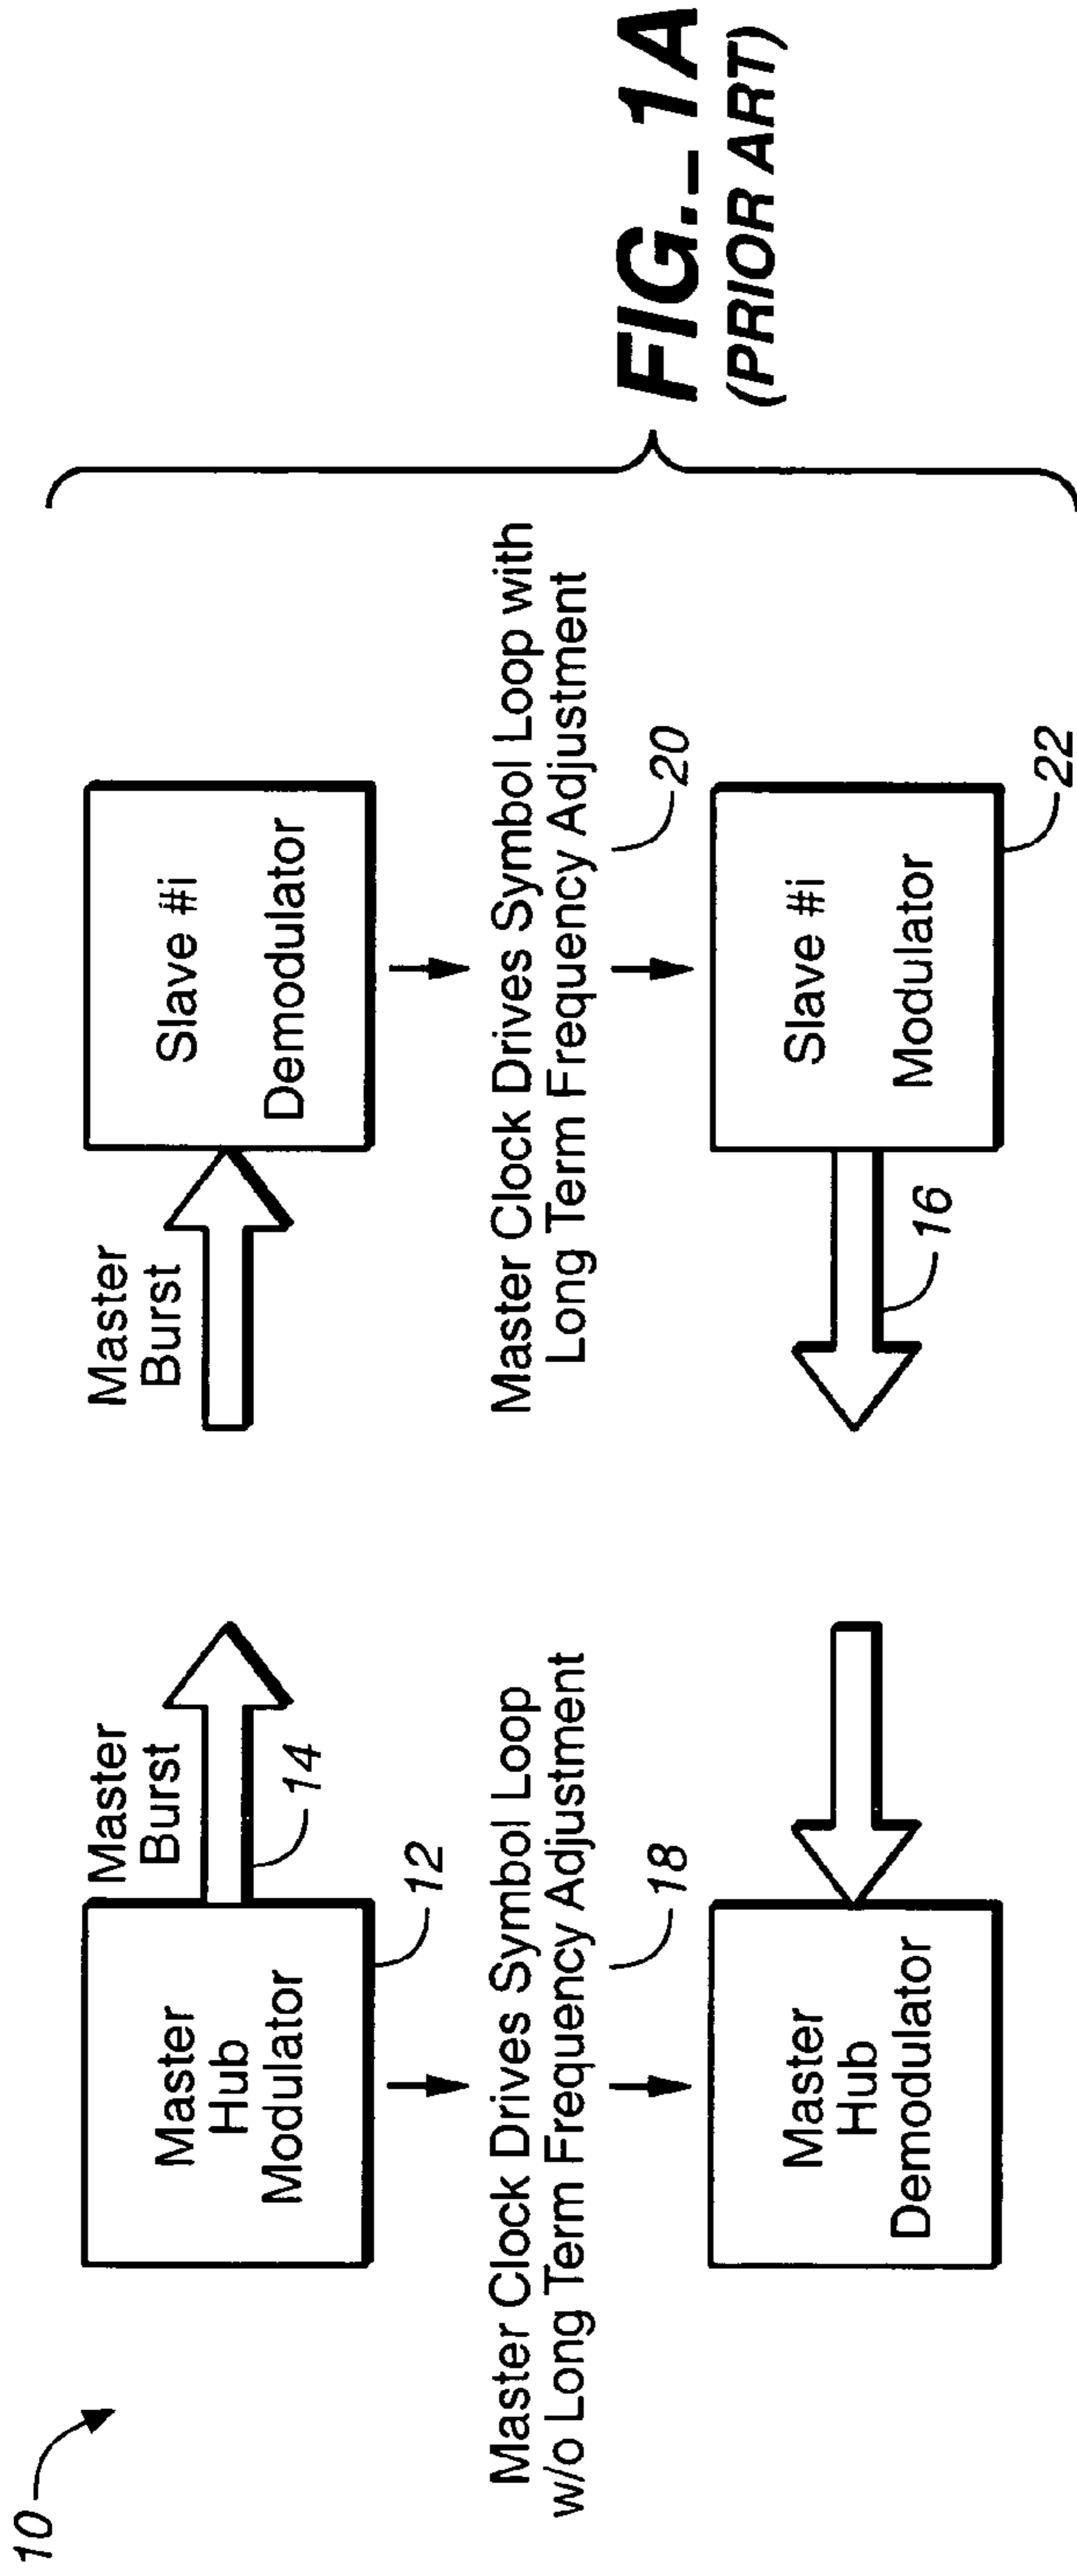 10
Master
Hub
Modulator
12
Master
Burst
14
Master
Burst
Slave #i
Demodulator
Master Clock Drives Symbol Loop
w/o Long Term Frequency Adjustment
18
Master Clock Drives Symbol Loop with
Long Term Frequency Adjustment
20
Master
Hub
Demodulator
16
Slave #i
Modulator
22
FIG._1A
(PRIOR ART)